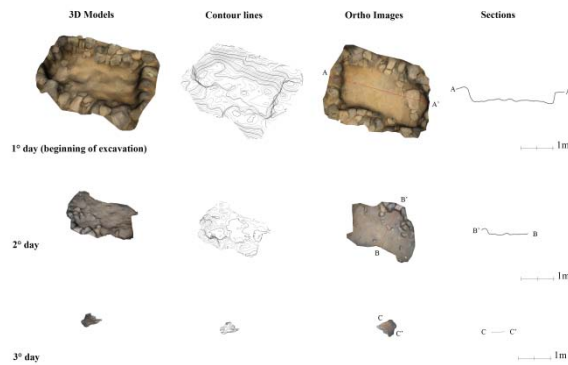 3D Models Contour lines Ortho Images Sections
A A´ A A
1° day (beginning of excavation) 1m
B´ B B´ B
2° day 1m
C C´ C C´
3° day 1m